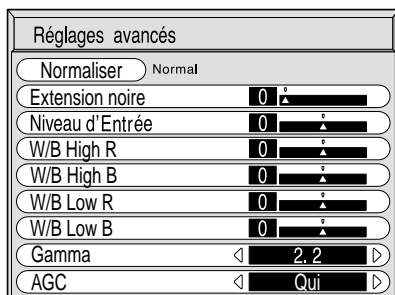 Réglages avancés
Normaliser Normal
Extension noire 0
Niveau d'Entrée 0
W/B High R 0
W/B High B 0
W/B Low R 0
W/B Low B 0
Gamma 2.2
AGC Qui